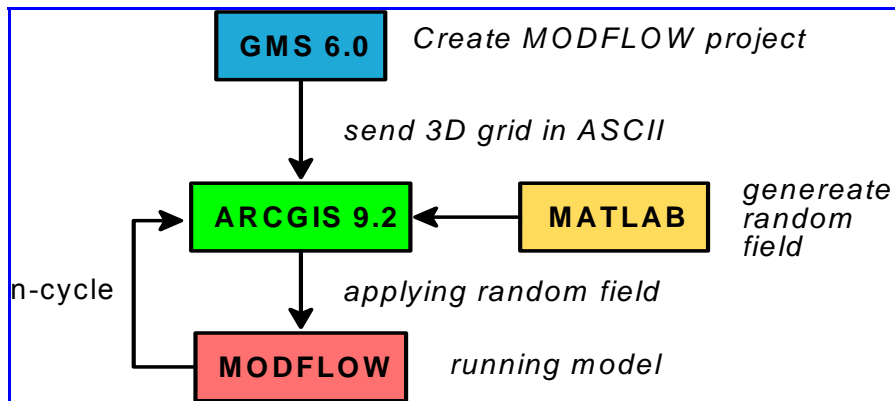 GMS 6.0
Create MODFLOW project
send 3D grid in ASCII
ARCGIS 9.2
MATLAB
genereate
random
field
n-cycle
applying random field
MODFLOW
running model